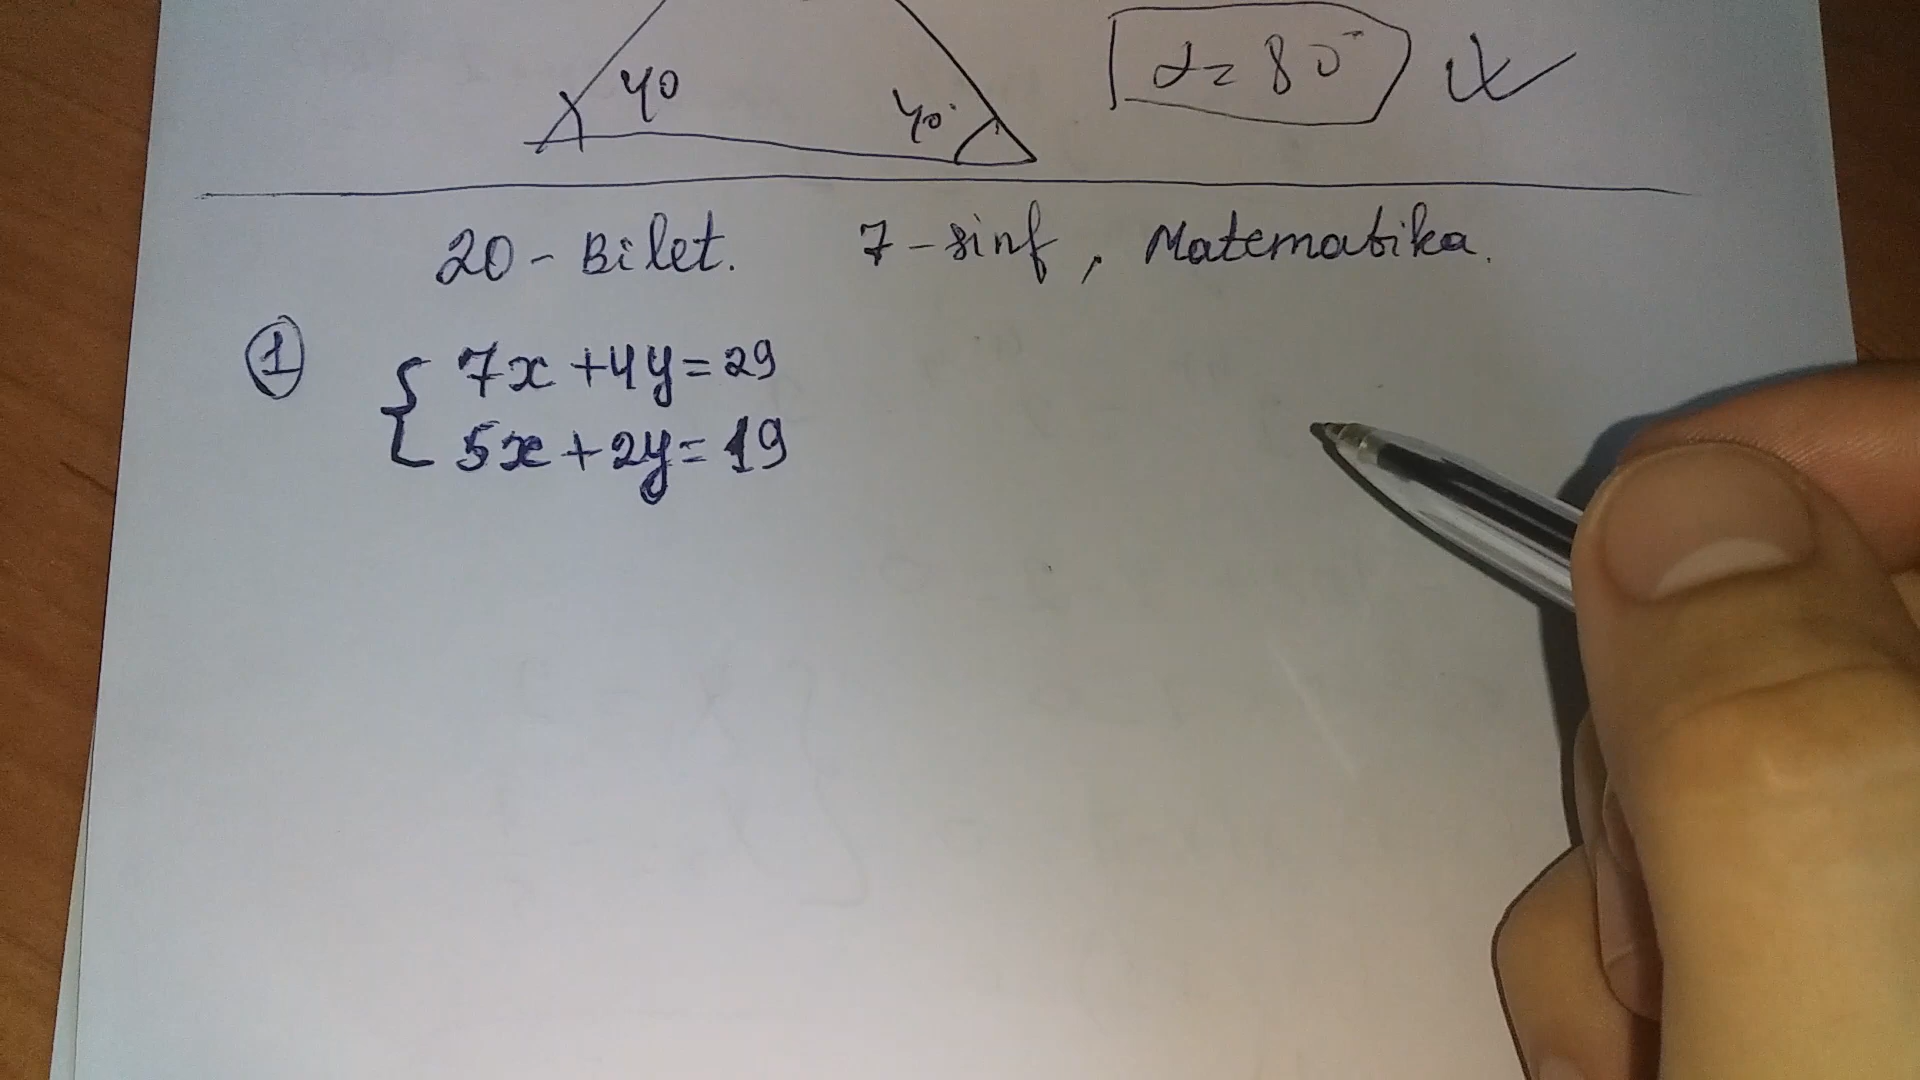 40 40° α = 80°
20 - Bilet. 7 - sinf, Matematika.
1
7x + 4y = 29
5x + 2y = 19